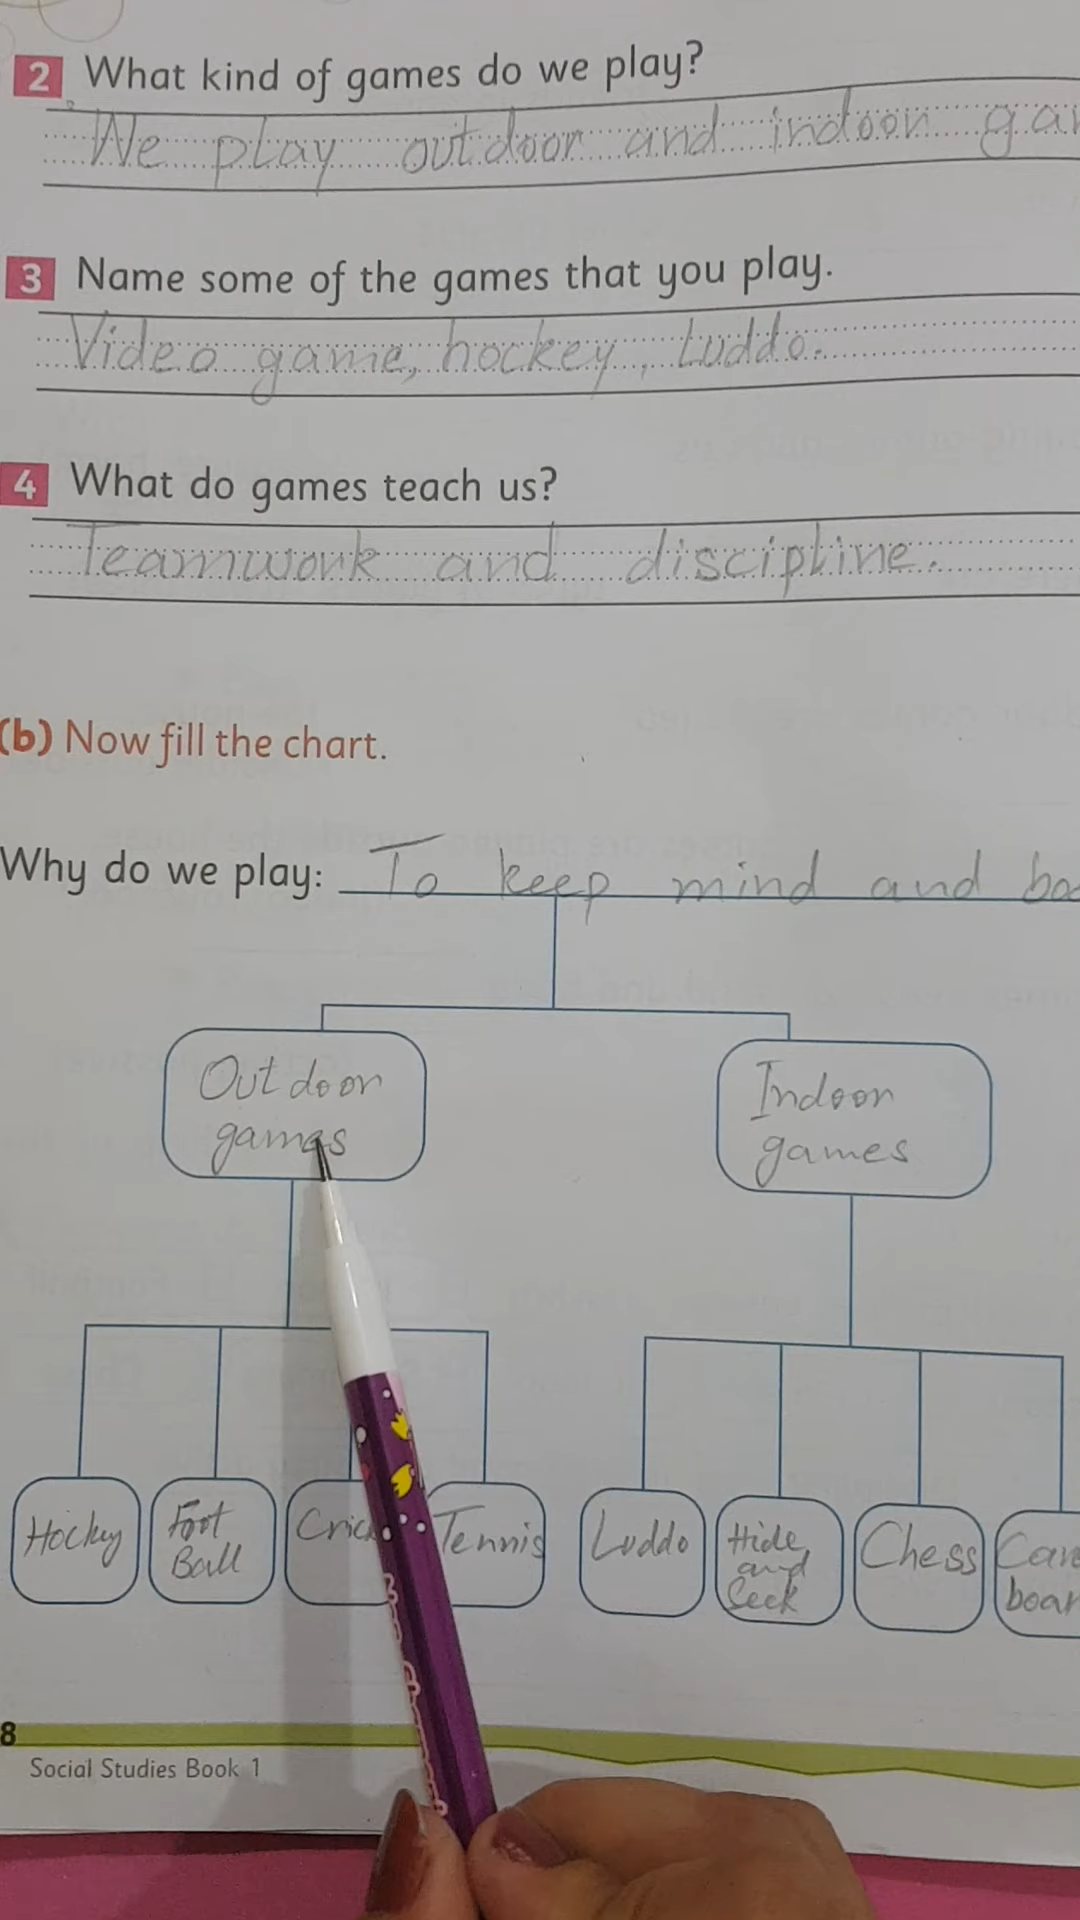 2 What kind of games do we play?
We play outdoor and indoor
3 Name some of the games that you play.
Video game, hockey, Luddo.
4 What do games teach us?
Teamwork and discipline.
(b) Now fill the chart.
Why do we play: To keep mind and
Outdoor
games
Indoor
games
Hocky
Foot
Ball
Tennis
Luddo
Hide
and
Seek
Chess
8
Social Studies Book 1